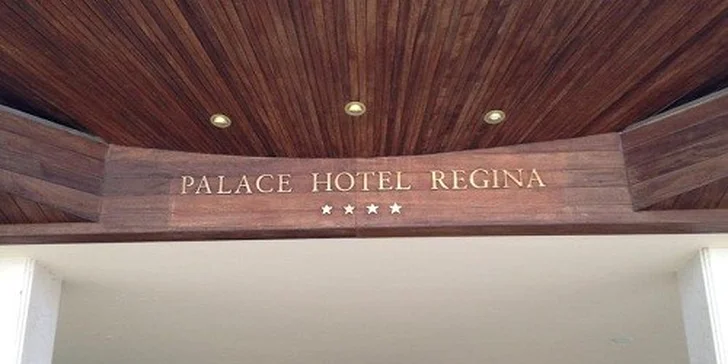 PALACE HOTEL REGINA
★★★★